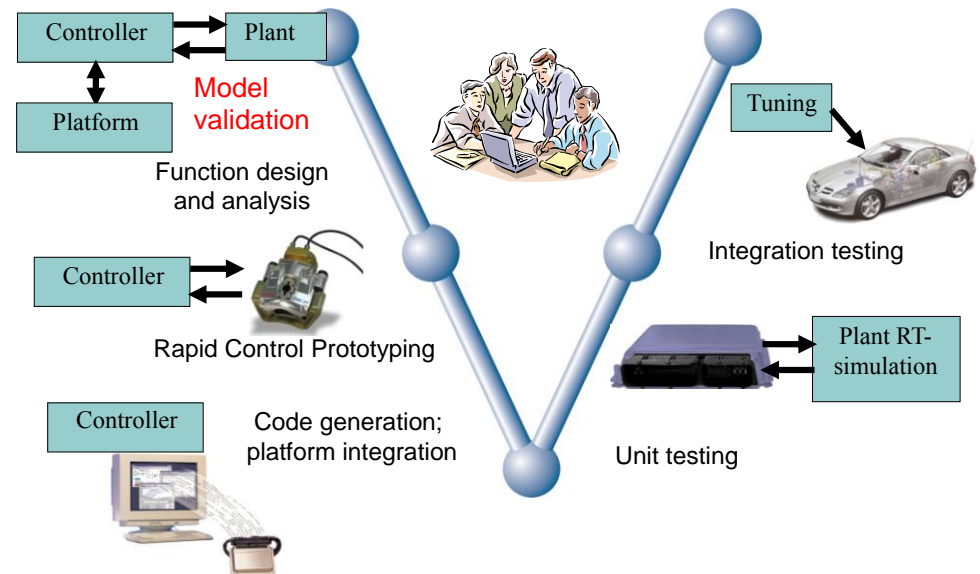 Controller
Plant
Platform
Model
validation
Function design
and analysis
Controller
Rapid Control Prototyping
Controller
Code generation;
platform integration
Tuning
Integration testing
Plant RT-
simulation
Unit testing